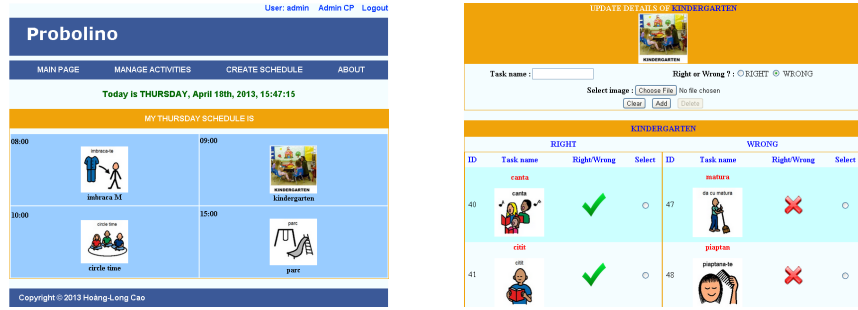 User: admin Admin CP Logout
Probolino
MAIN PAGE MANAGE ACTIVITIES CREATE SCHEDULE ABOUT
Today is THURSDAY, April 18th, 2013, 15:47:15
MY THURSDAY SCHEDULE IS
08:00
imbraca-te
imbraca M
09:00
KINDERGARTEN
kindergarten
10:00
circle time
circle time
15:00
parc
parc
Copyright © 2013 Hoàng-Long Cao
UPDATE DETAILS OF KINDERGARTEN
KINDERGARTEN
Task name :
Right or Wrong ? : RIGHT WRONG
Select image : Choose File No file chosen
Clear Add Delete
KINDERGARTEN
RIGHT WRONG
ID Task name Right/Wrong Select ID Task name Right/Wrong Select
canta
40
canta
matura
47
da cu matura
citit
41
citit
piaptan
48
piaptana-te